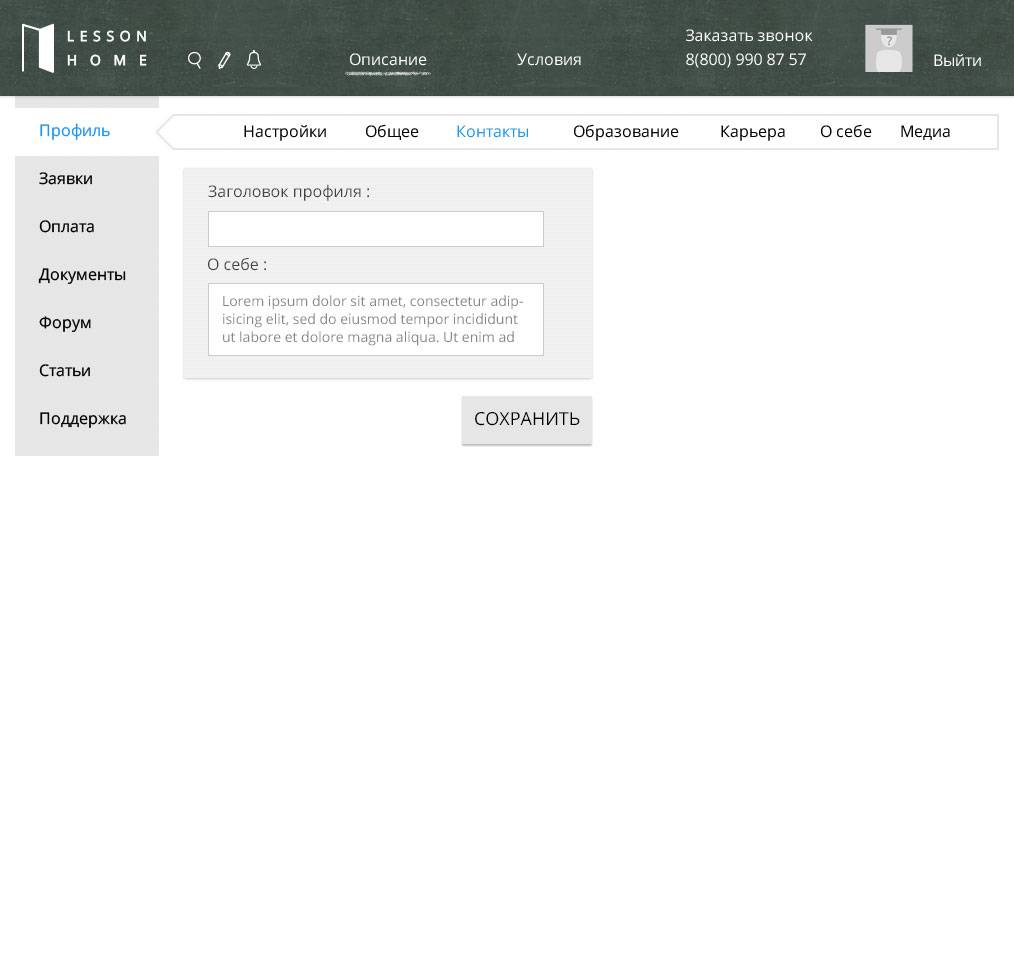 LESSON
HOME
Описание
Условия
Заказать звонок
8(800) 990 87 57
?
Выйти
Профиль
Настройки
Общее
Контакты
Образование
Карьера
О себе
Медиа
Заявки
Оплата
Документы
Форум
Статьи
Поддержка
Заголовок профиля :
О себе :
Lorem ipsum dolor sit amet, consectetur adip-
isicing elit, sed do eiusmod tempor incididunt
ut labore et dolore magna aliqua. Ut enim ad
СОХРАНИТЬ